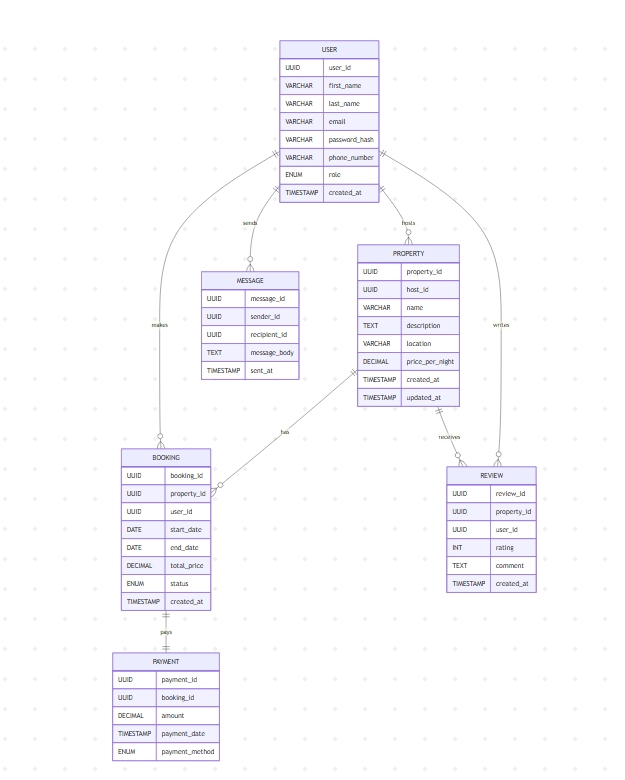 USER
UUID user_id
VARCHAR first_name
VARCHAR last_name
VARCHAR email
VARCHAR password_hash
VARCHAR phone_number
ENUM role
TIMESTAMP created_at
sends
hosts
PROPERTY
UUID property_id
UUID host_id
VARCHAR name
TEXT description
VARCHAR location
DECIMAL price_per_night
TIMESTAMP created_at
TIMESTAMP updated_at
MESSAGE
UUID message_id
UUID sender_id
UUID recipient_id
TEXT message_body
TIMESTAMP sent_at
makes
writes
has
receives
BOOKING
UUID booking_id
UUID property_id
UUID user_id
DATE start_date
DATE end_date
DECIMAL total_price
ENUM status
TIMESTAMP created_at
REVIEW
UUID review_id
UUID property_id
UUID user_id
INT rating
TEXT comment
TIMESTAMP created_at
pays
PAYMENT
UUID payment_id
UUID booking_id
DECIMAL amount
TIMESTAMP payment_date
ENUM payment_method